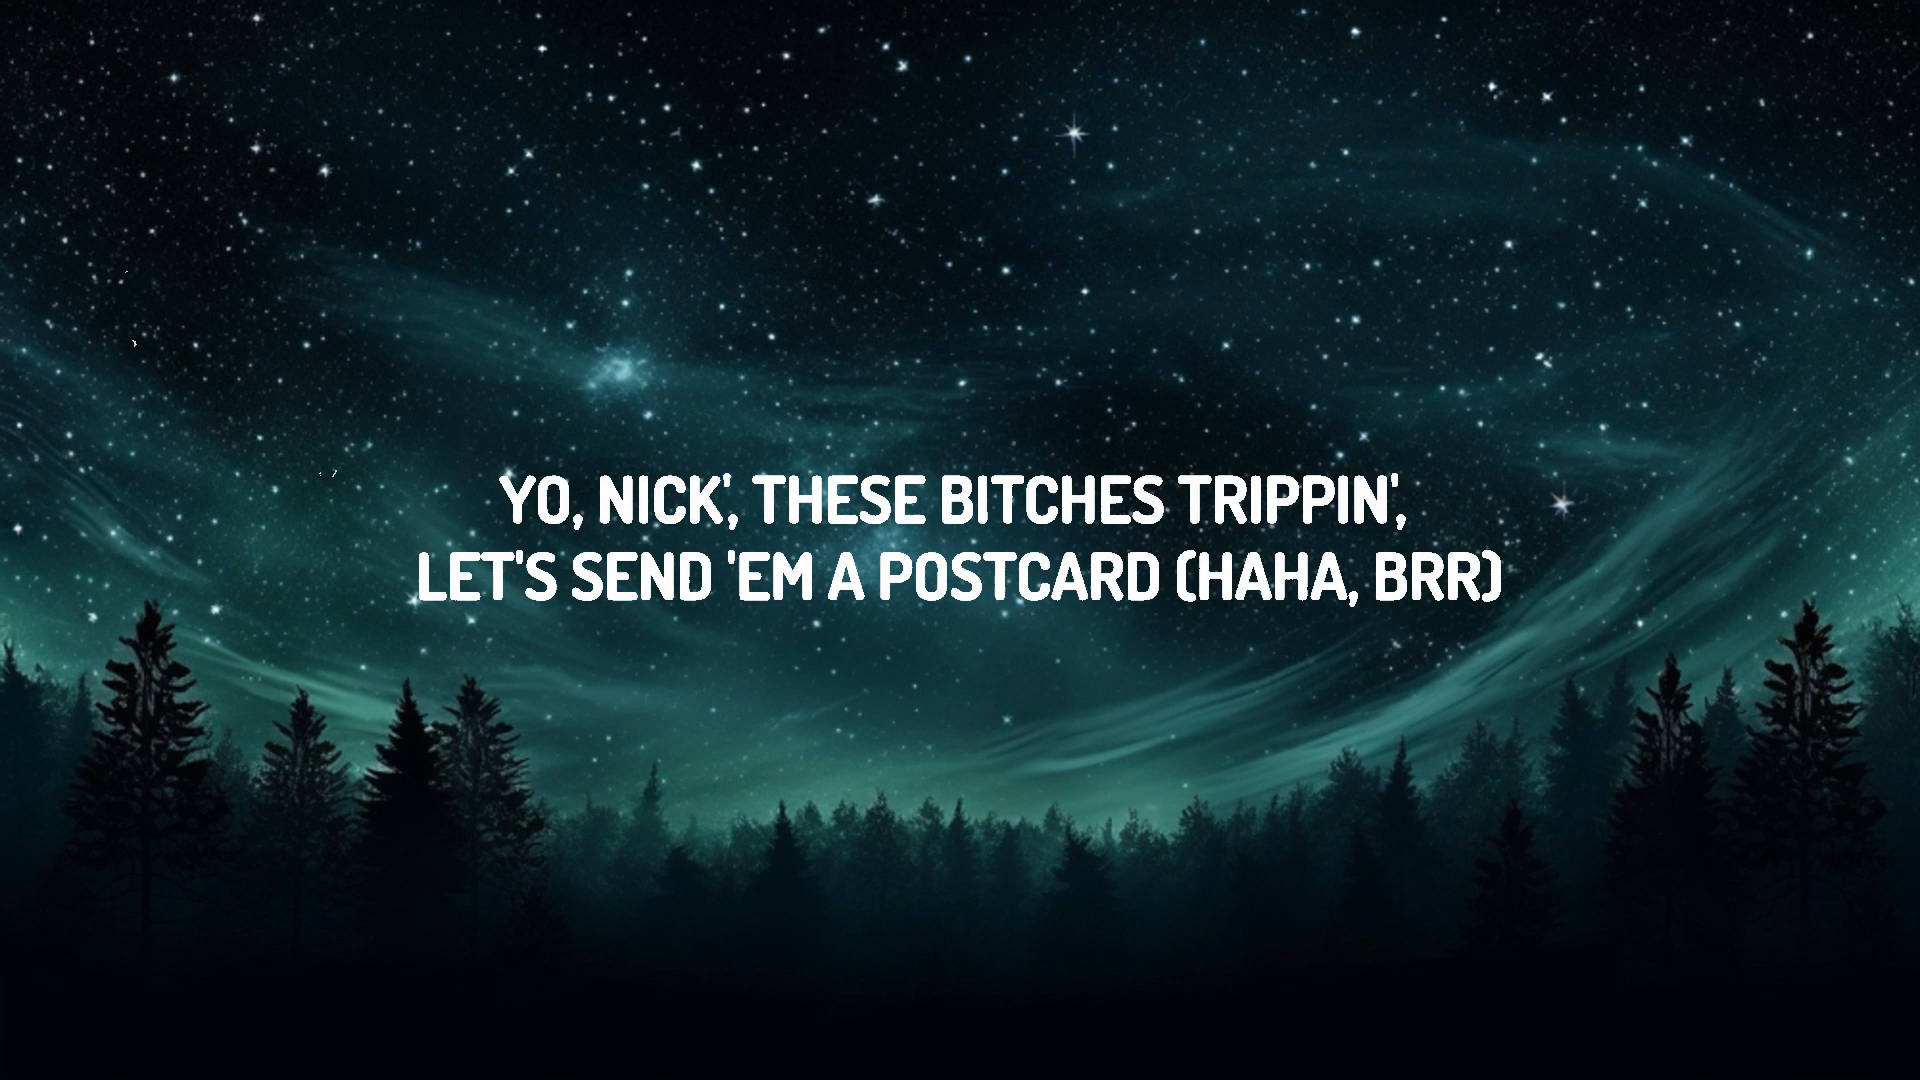 YO, NICK', THESE BITCHES TRIPPIN',
LET'S SEND 'EM A POSTCARD (HAHA, BRR)